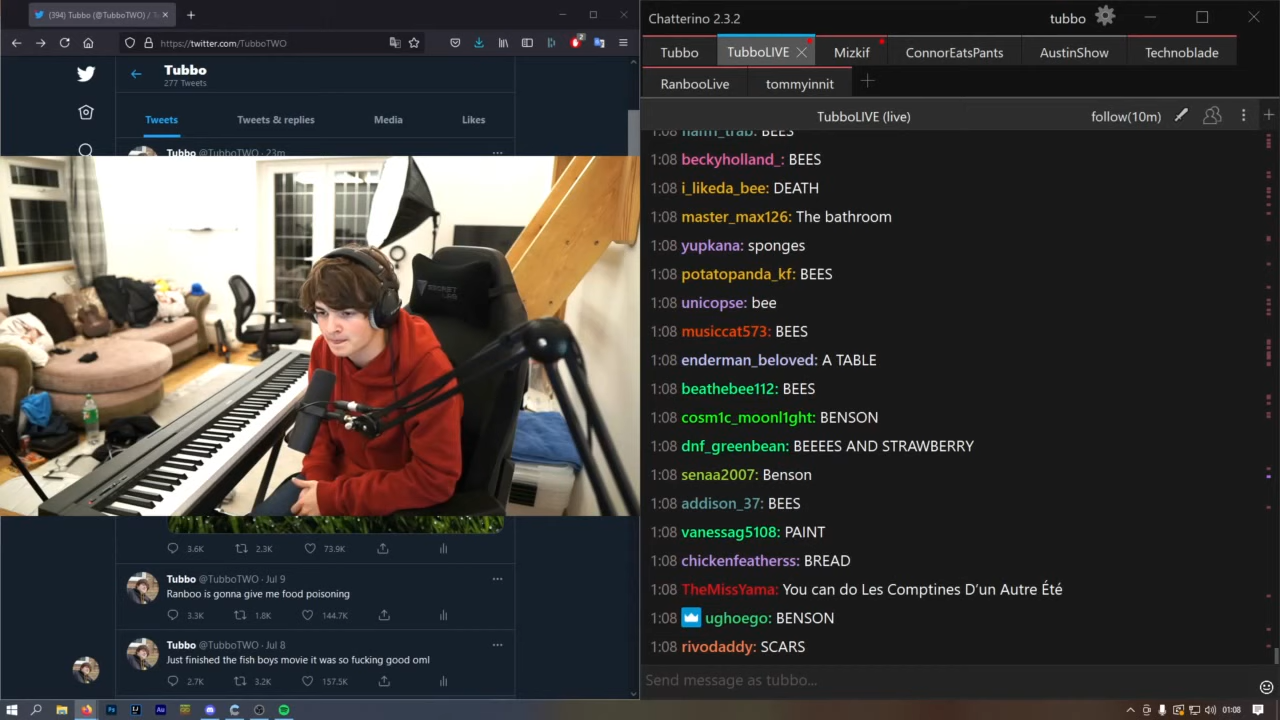 (394) Tubbo (@TubboTWO) / T
https://twitter.com/TubboTWO
2
Tubbo
277 Tweets
Tweets
Tweets & replies
Media
Likes
Tubbo @TubboTWO · 23m
SECRET LAB
3.6K 2.3K 73.9K
Tubbo @TubboTWO · Jul 9
Ranboo is gonna give me food poisoning
3.3K 1.8K 144.7K
Tubbo @TubboTWO · Jul 8
Just finished the fish boys movie it was so fucking good oml
2.7K 3.2K 157.5K
Chatterino 2.3.2
tubbo
Tubbo
TubboLIVE
Mizkif
ConnorEatsPants
AustinShow
Technoblade
RanbooLive
tommyinnit
TubboLIVE (live)
follow(10m)
BEES
1:08 beckyholland_: BEES
1:08 i_likeda_bee: DEATH
1:08 master_max126: The bathroom
1:08 yupkana: sponges
1:08 potatopanda_kf: BEES
1:08 unicopse: bee
1:08 musiccat573: BEES
1:08 enderman_beloved: A TABLE
1:08 beathebee112: BEES
1:08 cosm1c_moonl1ght: BENSON
1:08 dnf_greenbean: BEEEES AND STRAWBERRY
1:08 senaa2007: Benson
1:08 addison_37: BEES
1:08 vanessag5108: PAINT
1:08 chickenfeatherss: BREAD
1:08 TheMissYama: You can do Les Comptines D'un Autre Été
1:08 ughoego: BENSON
1:08 rivodaddy: SCARS
Send message as tubbo...
Ps
Au
01:08